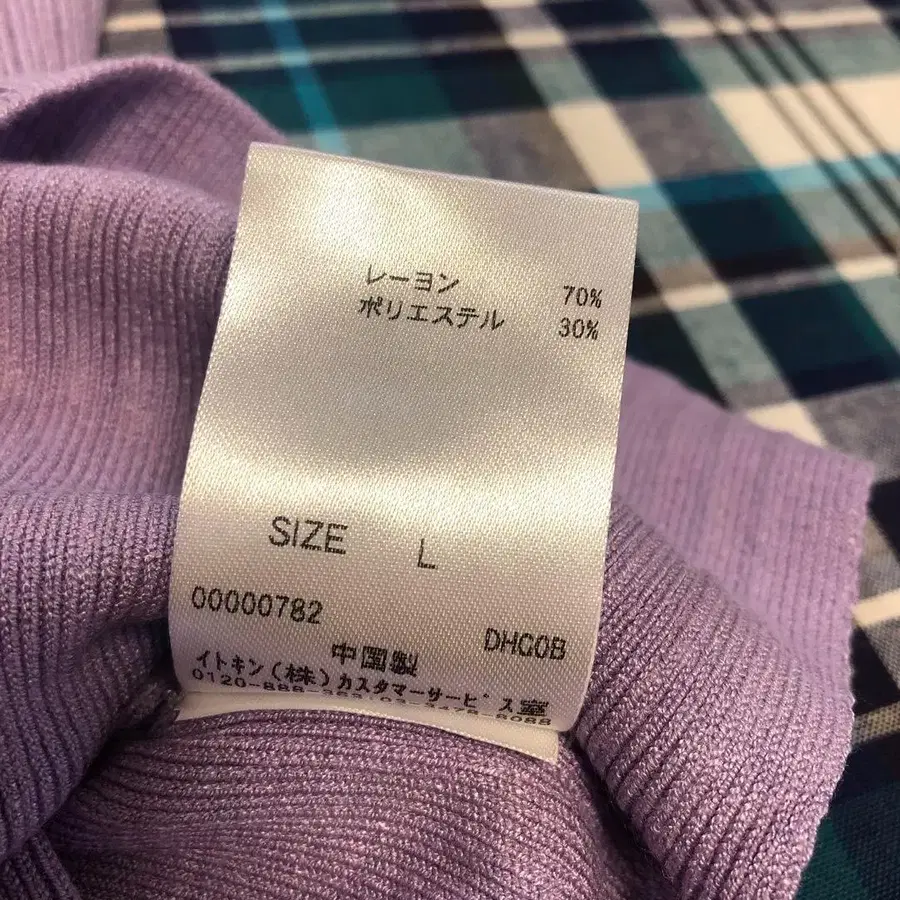 レーヨン 70%
ポリエステル 30%
SIZE L
00000782
DHC0B
中国製
イトキン(株)カスタマーサービス室